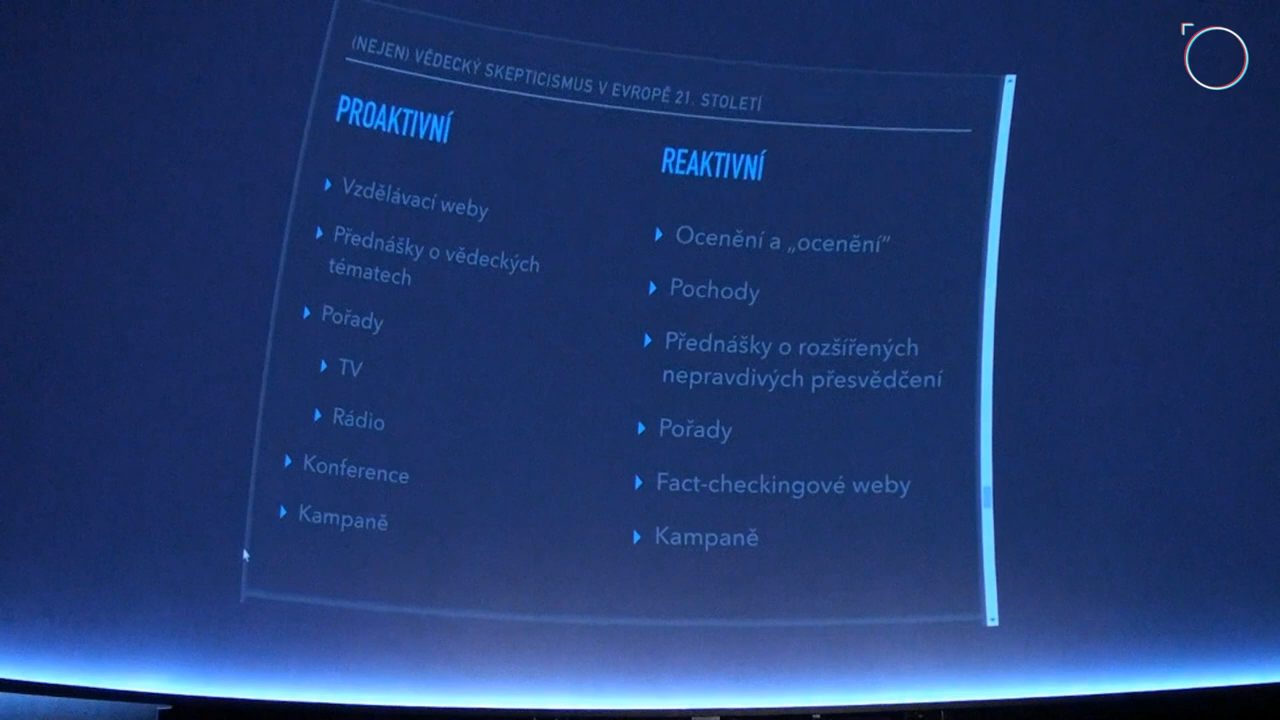 (NEJEN) VĚDECKÝ SKEPTICISMUS V EVROPĚ 21. STOLETÍ
PROAKTIVNÍ
Vzdělávací weby
Přednášky o vědeckých
tématech
Pořady
TV
Rádio
Konference
Kampaně
REAKTIVNÍ
Ocenění a „ocenění”
Pochody
Přednášky o rozšířených
nepravdivých přesvědčení
Pořady
Fact-checkingové weby
Kampaně